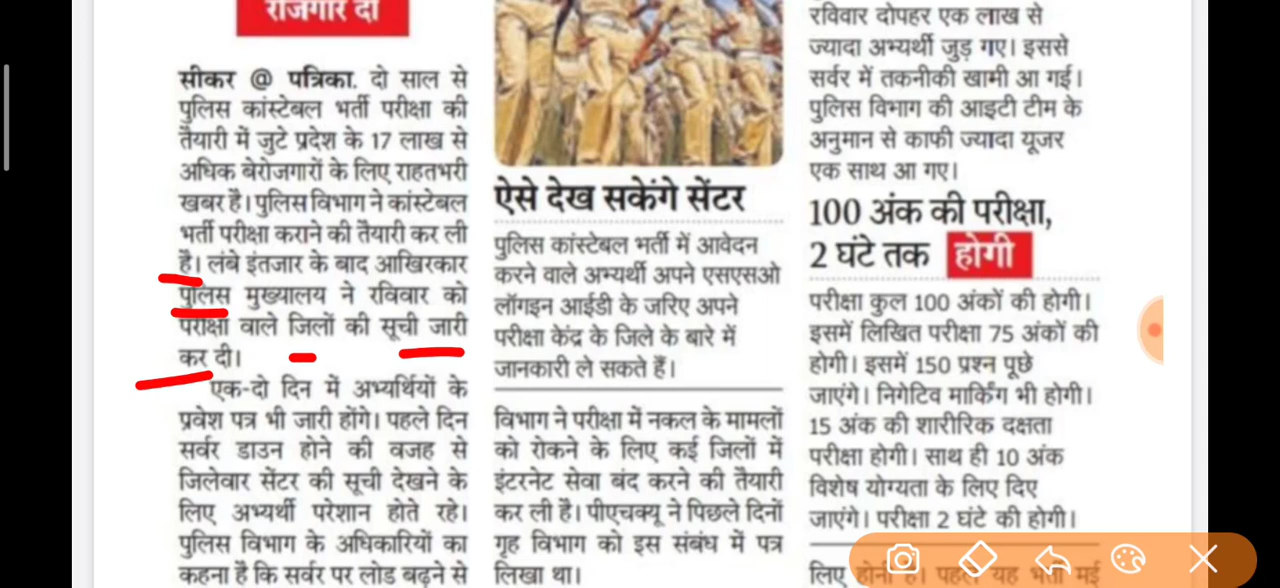 रोजगार दो
सीकर @ पत्रिका. दो साल से
पुलिस कांस्टेबल भर्ती परीक्षा की
तैयारी में जुटे प्रदेश के 17 लाख से
अधिक बेरोजगारों के लिए राहतभरी
खबर है। पुलिस विभाग ने कांस्टेबल
भर्ती परीक्षा कराने की तैयारी कर ली
है। लंबे इंतजार के बाद आखिरकार
पुलिस मुख्यालय ने रविवार को
परीक्षा वाले जिलों की सूची जारी
कर दी।
एक-दो दिन में अभ्यर्थियों के
प्रवेश पत्र भी जारी होंगे। पहले दिन
सर्वर डाउन होने की वजह से
जिलेवार सेंटर की सूची देखने के
लिए अभ्यर्थी परेशान होते रहे।
पुलिस विभाग के अधिकारियों का
कहना है कि सर्वर पर लोड बढ़ने से
ऐसे देख सकेंगे सेंटर
पुलिस कांस्टेबल भर्ती में आवेदन
करने वाले अभ्यर्थी अपने एसएसओ
लॉगइन आईडी के जरिए अपने
परीक्षा केंद्र के जिले के बारे में
जानकारी ले सकते हैं।
विभाग ने परीक्षा में नकल के मामलों
को रोकने के लिए कई जिलों में
इंटरनेट सेवा बंद करने की तैयारी
कर ली है। पीएचक्यू ने पिछले दिनों
गृह विभाग को इस संबंध में पत्र
लिखा था।
रविवार दोपहर एक लाख से
ज्यादा अभ्यर्थी जुड़ गए। इससे
सर्वर में तकनीकी खामी आ गई।
पुलिस विभाग की आइटी टीम के
अनुमान से काफी ज्यादा यूजर
एक साथ आ गए।
100 अंक की परीक्षा,
2 घंटे तक होगी
परीक्षा कुल 100 अंकों की होगी।
इसमें लिखित परीक्षा 75 अंकों की
होगी। इसमें 150 प्रश्न पूछे
जाएंगे। निगेटिव मार्किंग भी होगी।
15 अंक की शारीरिक दक्षता
परीक्षा होगी। साथ ही 10 अंक
विशेष योग्यता के लिए दिए
जाएंगे। परीक्षा 2 घंटे की होगी।
लिए होनी है। पहले यह भर्ती मई